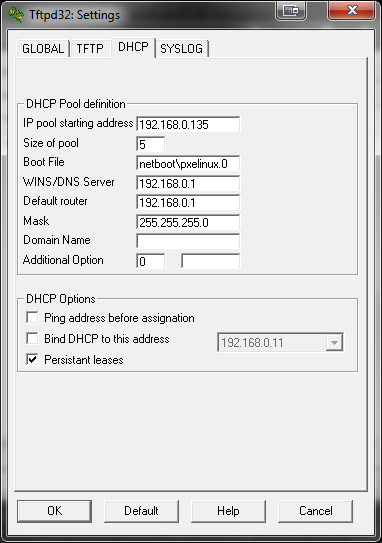 Tftpd32: Settings
GLOBAL TFTP DHCP SYSLOG
DHCP Pool definition
IP pool starting address 192.168.0.135
Size of pool 5
Boot File netboot\pxelinux.0
WINS/DNS Server 192.168.0.1
Default router 192.168.0.1
Mask 255.255.255.0
Domain Name
Additional Option 0
DHCP Options
Ping address before assignation
Bind DHCP to this address 192.168.0.11
Persistant leases
OK Default Help Cancel